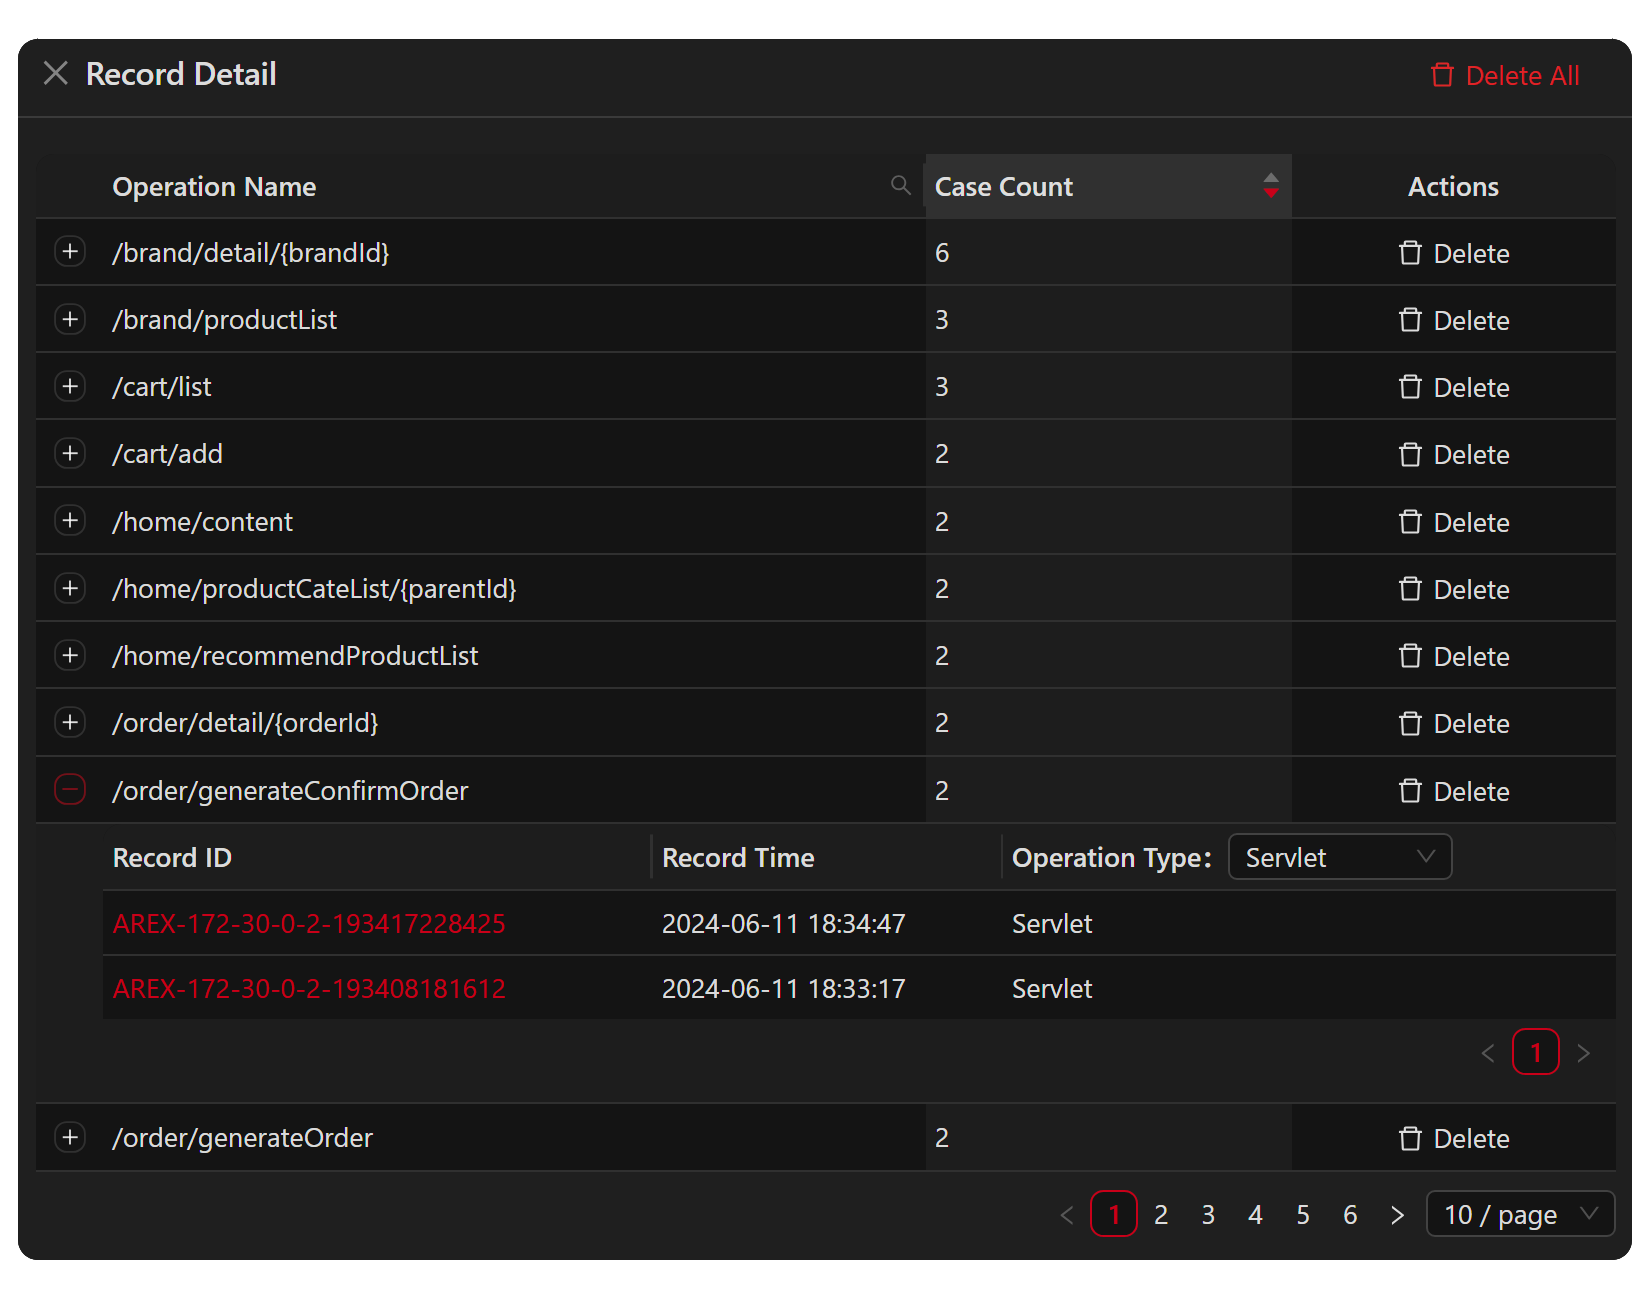 Record Detail Delete All
Operation Name Case Count Actions
/brand/detail/{brandId} 6 Delete
/brand/productList 3 Delete
/cart/list 3 Delete
/cart/add 2 Delete
/home/content 2 Delete
/home/productCateList/{parentId} 2 Delete
/home/recommendProductList 2 Delete
/order/detail/{orderId} 2 Delete
/order/generateConfirmOrder 2 Delete
Record ID Record Time Operation Type: Servlet
AREX-172-30-0-2-193417228425 2024-06-11 18:34:47 Servlet
AREX-172-30-0-2-193408181612 2024-06-11 18:33:17 Servlet
< 1 >
/order/generateOrder 2 Delete
< 1 2 3 4 5 6 > 10 / page